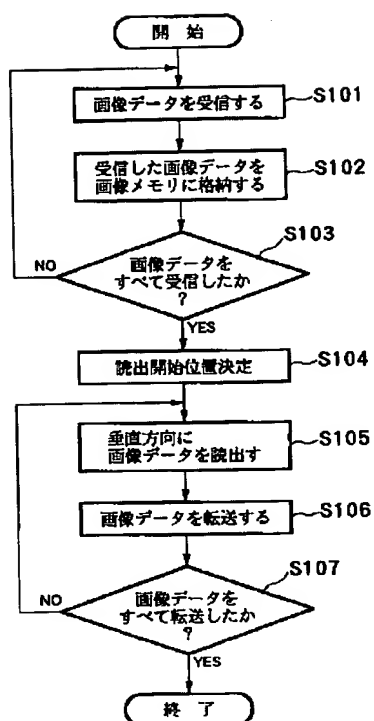 開 始
画像データを受信する
S101
受信した画像データを
画像メモリに格納する
S102
S103
画像データを
すべて受信したか
?
NO
YES
読出開始位置決定
S104
垂直方向に
画像データを読出す
S105
画像データを転送する
S106
S107
画像データを
すべて転送したか
?
NO
YES
終 了